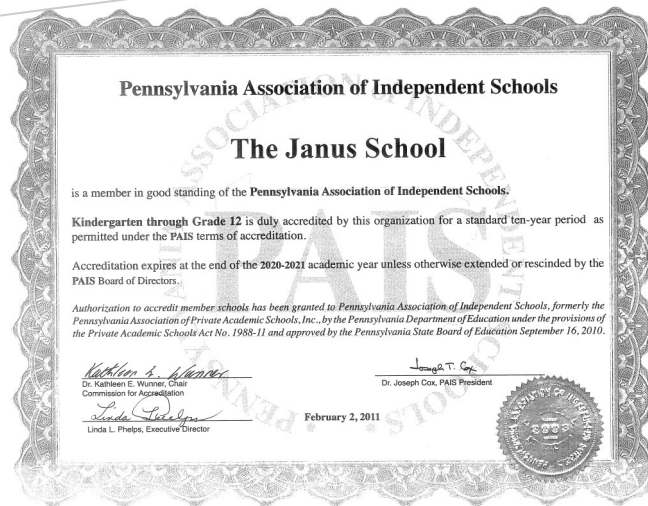 Pennsylvania Association of Independent Schools
The Janus School
is a member in good standing of the Pennsylvania Association of Independent Schools.
Kindergarten through Grade 12 is duly accredited by this organization for a standard ten-year period as
permitted under the PAIS terms of accreditation.
Accreditation expires at the end of the 2020-2021 academic year unless otherwise extended or rescinded by the
PAIS Board of Directors.
Authorization to accredit member schools has been granted to Pennsylvania Association of Independent Schools, formerly the
Pennsylvania Association of Private Academic Schools, Inc., by the Pennsylvania Department of Education under the provisions of
the Private Academic Schools Act No. 1988-11 and approved by the Pennsylvania State Board of Education September 16, 2010.
Kathleen E. Wunner
Dr. Kathleen E. Wunner, Chair
Commission for Accreditation
Joseph T. Cox
Dr. Joseph Cox, PAIS President
Linda Phelps
Linda L. Phelps, Executive Director
February 2, 2011
PAIS